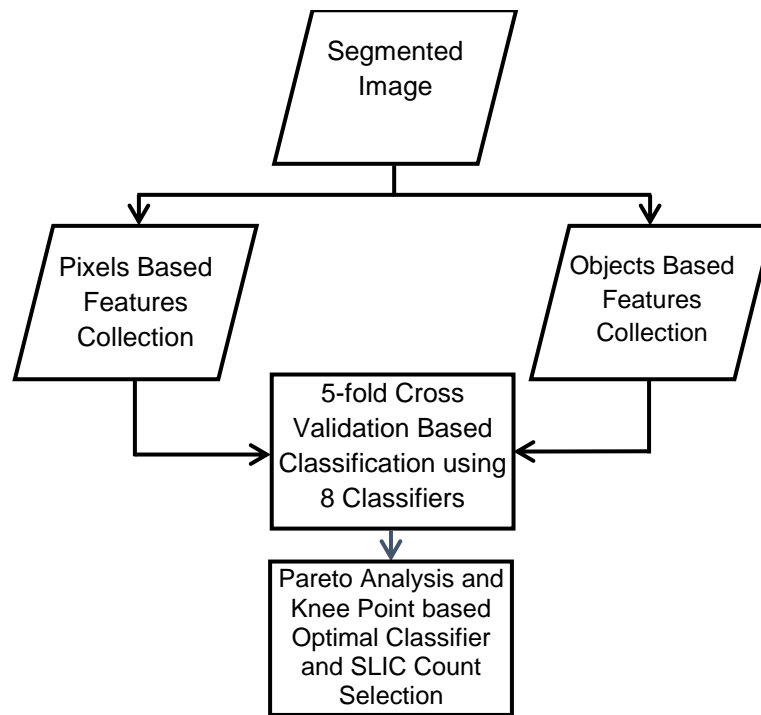 Segmented
Image
Pixels Based
Features
Collection
Objects Based
Features
Collection
5-fold Cross
Validation Based
Classification using
8 Classifiers
Pareto Analysis and
Knee Point based
Optimal Classifier
and SLIC Count
Selection